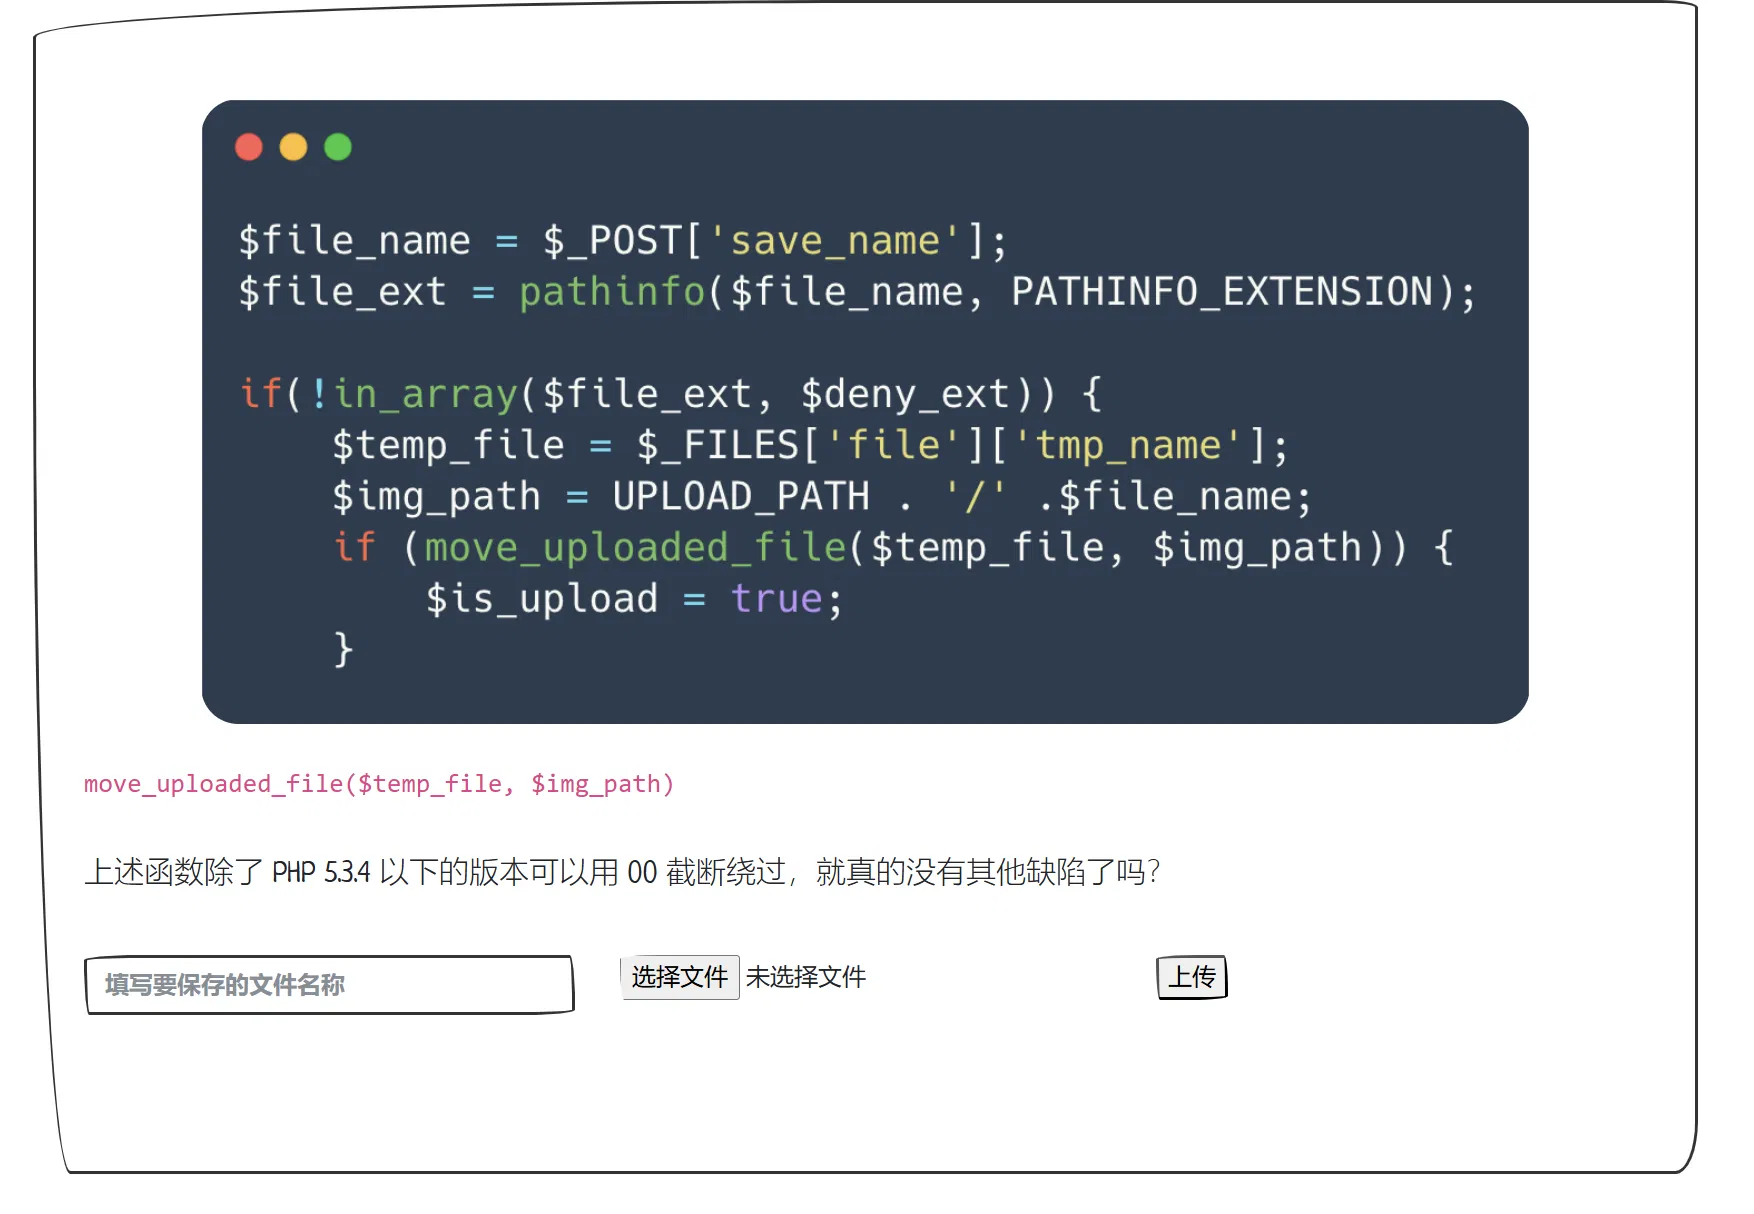 $file_name = $_POST['save_name'];
$file_ext = pathinfo($file_name, PATHINFO_EXTENSION);
if(!in_array($file_ext, $deny_ext)) {
    $temp_file = $_FILES['file']['tmp_name'];
    $img_path = UPLOAD_PATH . '/' .$file_name;
    if (move_uploaded_file($temp_file, $img_path)) {
        $is_upload = true;
    }
move_uploaded_file($temp_file, $img_path)
上述函数除了 PHP 5.3.4 以下的版本可以用 00 截断绕过，就真的没有其他缺陷了吗？
填写要保存的文件名称 选择文件 未选择文件 上传